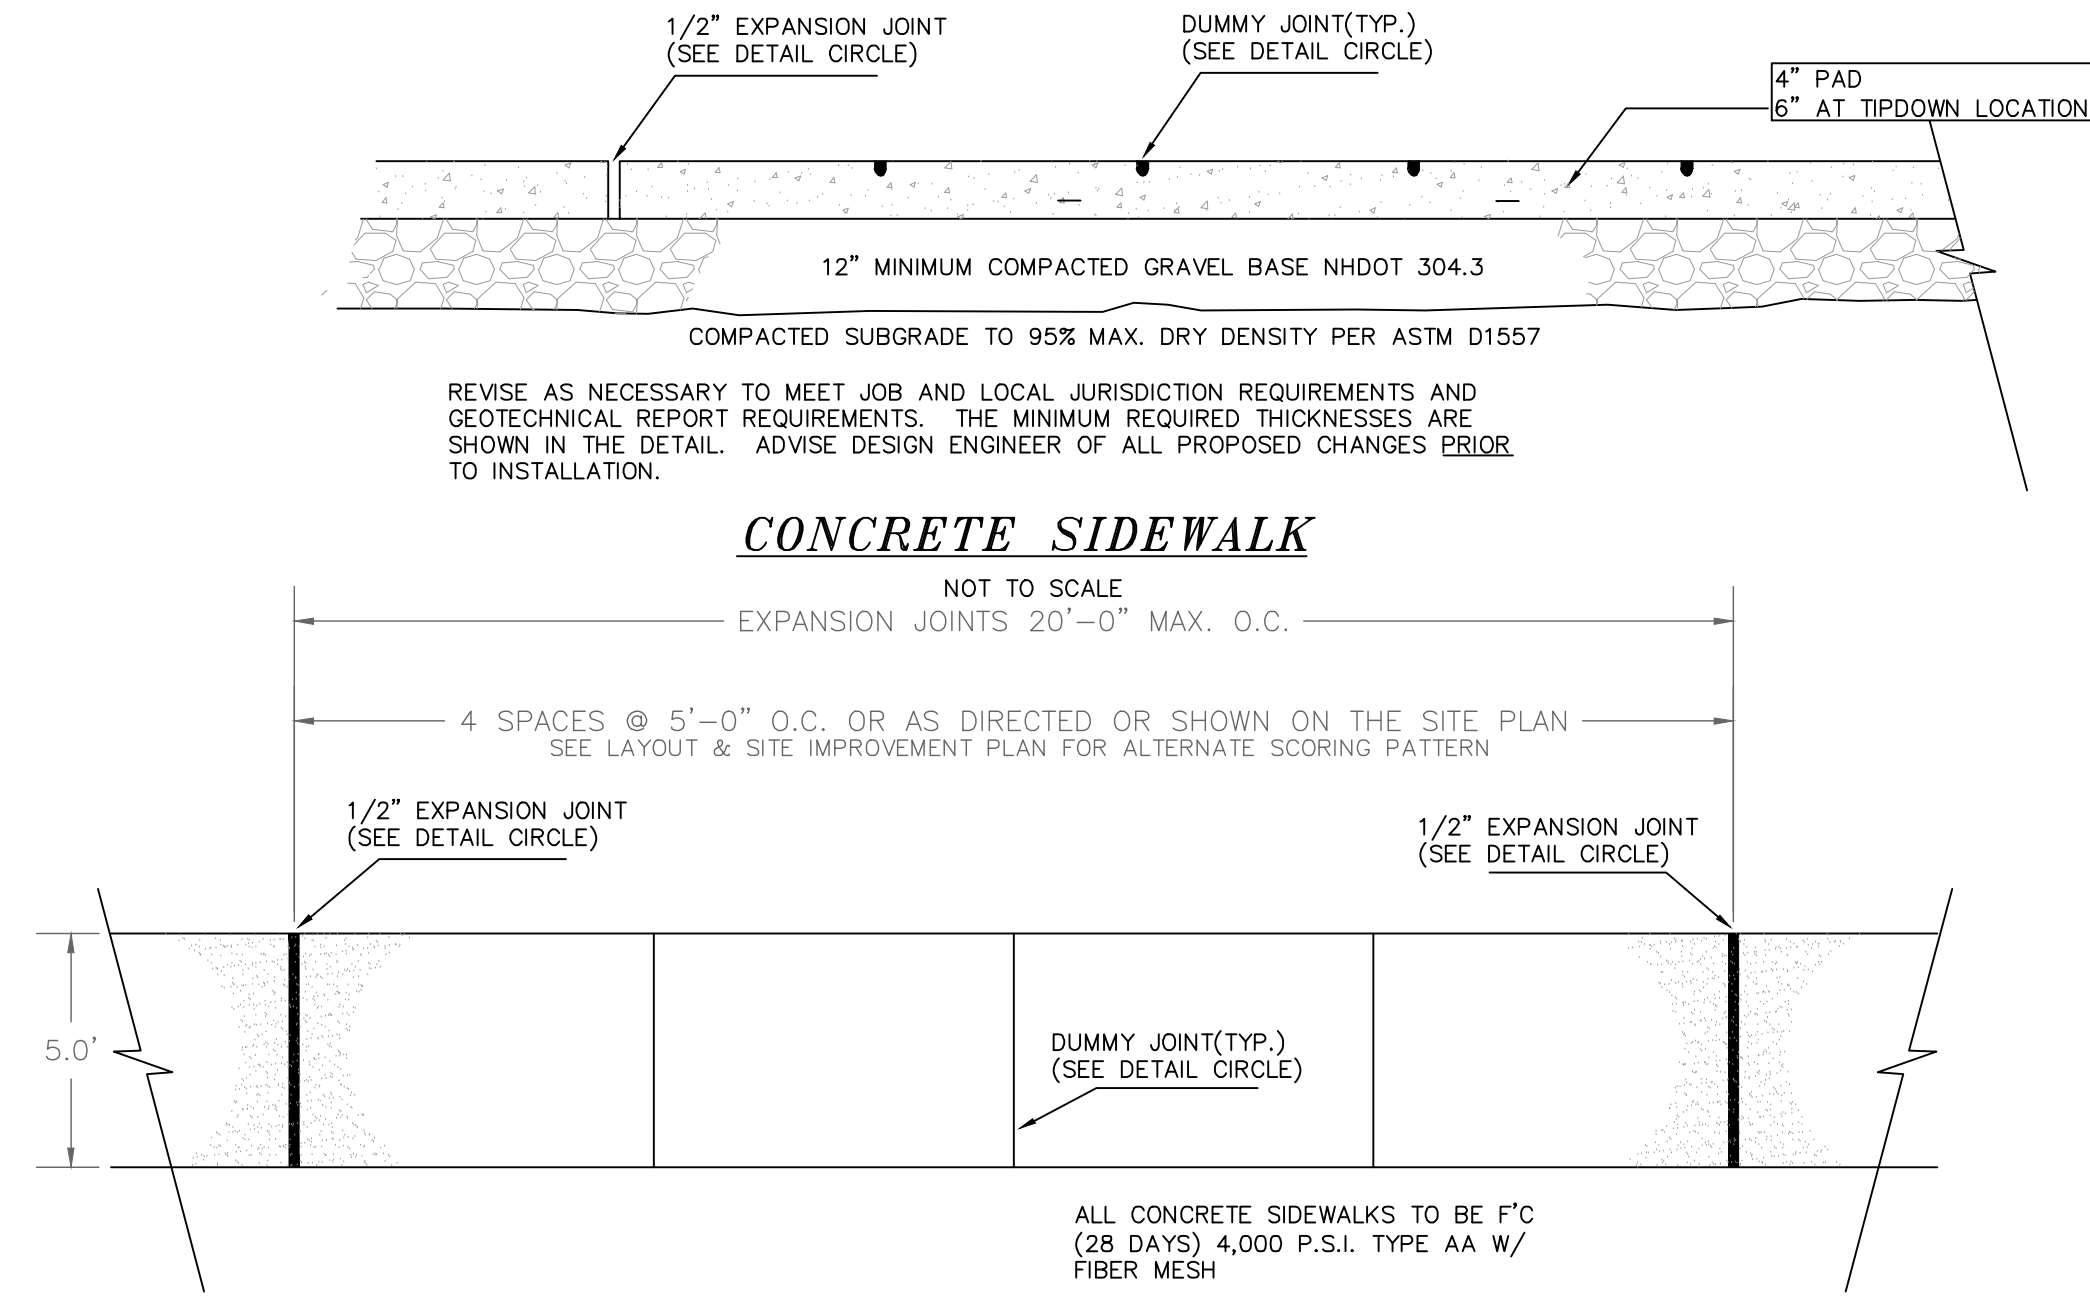 1/2" EXPANSION JOINT
(SEE DETAIL CIRCLE)
DUMMY JOINT(TYP.)
(SEE DETAIL CIRCLE)
4" PAD
6" AT TIPDOWN LOCATION
12" MINIMUM COMPACTED GRAVEL BASE NHDOT 304.3
COMPACTED SUBGRADE TO 95% MAX. DRY DENSITY PER ASTM D1557
REVISE AS NECESSARY TO MEET JOB AND LOCAL JURISDICTION REQUIREMENTS AND
GEOTECHNICAL REPORT REQUIREMENTS. THE MINIMUM REQUIRED THICKNESSES ARE
SHOWN IN THE DETAIL. ADVISE DESIGN ENGINEER OF ALL PROPOSED CHANGES PRIOR
TO INSTALLATION.
CONCRETE SIDEWALK
NOT TO SCALE
EXPANSION JOINTS 20'-0" MAX. O.C.
4 SPACES @ 5'-0" O.C. OR AS DIRECTED OR SHOWN ON THE SITE PLAN
SEE LAYOUT & SITE IMPROVEMENT PLAN FOR ALTERNATE SCORING PATTERN
1/2" EXPANSION JOINT
(SEE DETAIL CIRCLE)
1/2" EXPANSION JOINT
(SEE DETAIL CIRCLE)
5.0'
DUMMY JOINT(TYP.)
(SEE DETAIL CIRCLE)
ALL CONCRETE SIDEWALKS TO BE F'C
(28 DAYS) 4,000 P.S.I. TYPE AA W/
FIBER MESH